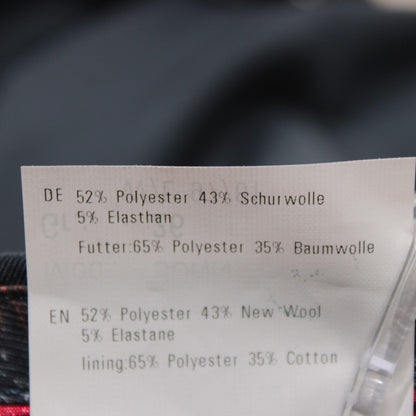 DE 52% Polyester 43% Schurwolle
5% Elasthan
Futter:65% Polyester 35% Baumwolle
EN 52% Polyester 43% New Wool
5% Elastane
lining:65% Polyester 35% Cotton